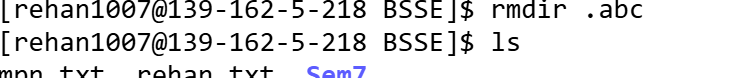 [rehan1007@139-162-5-218 BSSE]$ rmdir .abc
[rehan1007@139-162-5-218 BSSE]$ ls
mpn.txt rehan.txt Sem7